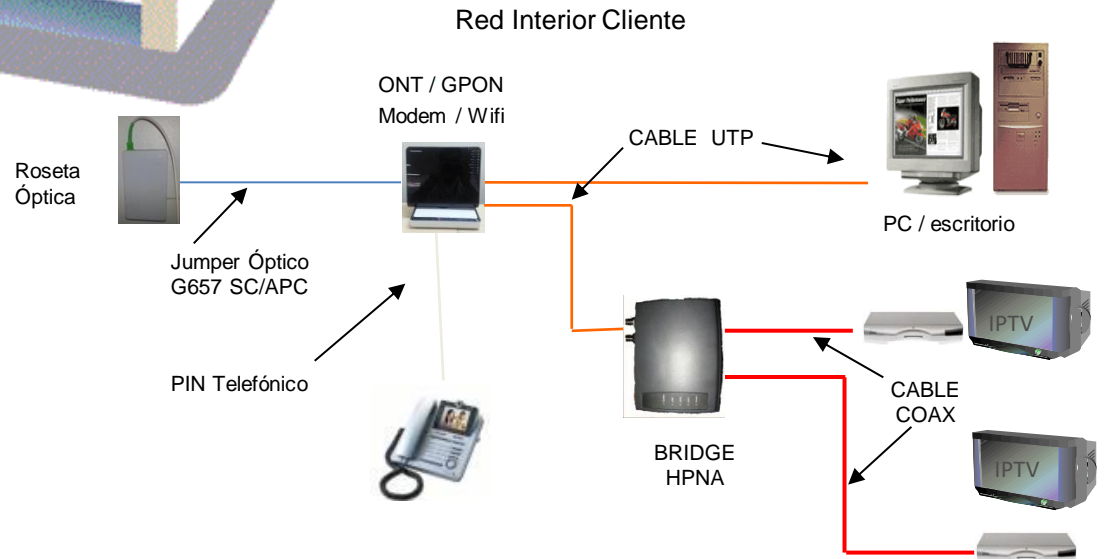 Red Interior Cliente
ONT / GPON
Modem / Wifi
CABLE UTP
Roseta
Óptica
PC / escritorio
Jumper Óptico
G657 SC/APC
IPTV
PIN Telefónico
CABLE
COAX
BRIDGE
HPNA
IPTV